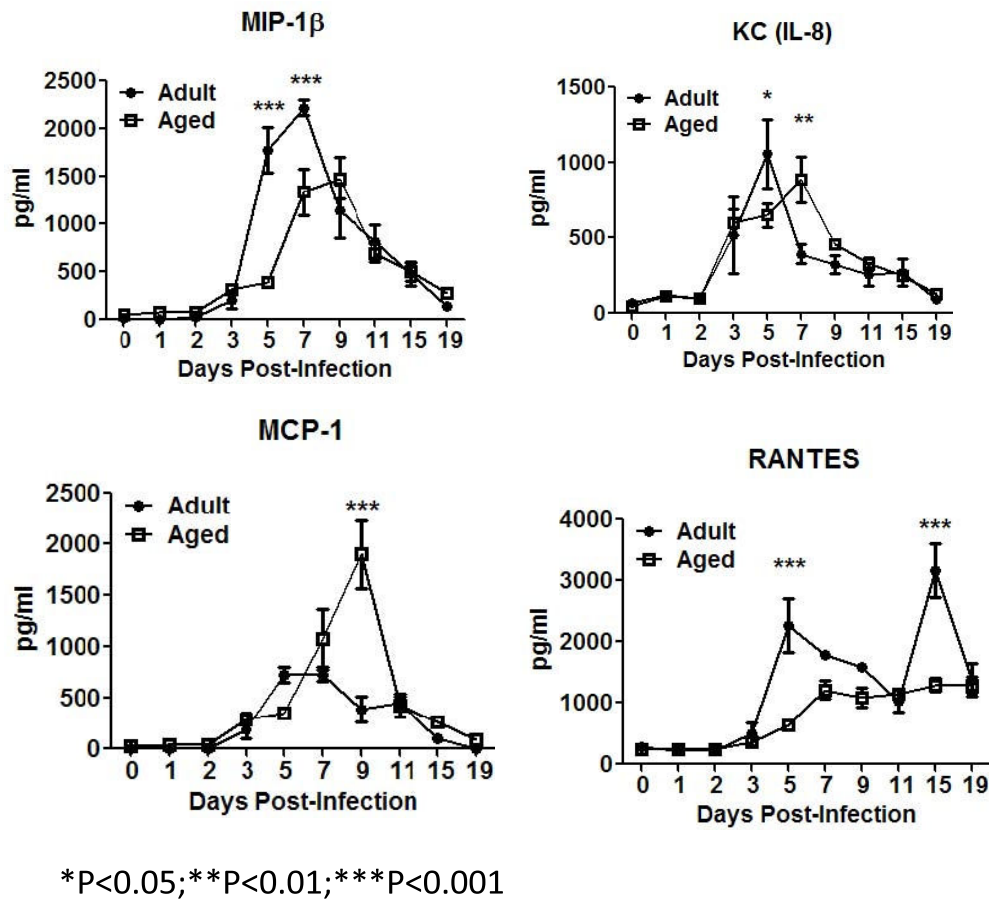 MIP-1β
2500
2000
1500
1000
500
0
pg/ml
Adult
Aged
***
***
0 1 2 3 5 7 9 11 15 19
Days Post-Infection
KC (IL-8)
1500
1000
500
0
pg/ml
Adult
Aged
*
**
0 1 2 3 5 7 9 11 15 19
Days Post-Infection
MCP-1
2500
2000
1500
1000
500
0
pg/ml
Adult
Aged
***
0 1 2 3 5 7 9 11 15 19
Days Post-Infection
RANTES
4000
3000
2000
1000
0
pg/ml
Adult
Aged
***
***
0 1 2 3 5 7 9 11 15 19
Days Post-Infection
*P<0.05;**P<0.01;***P<0.001